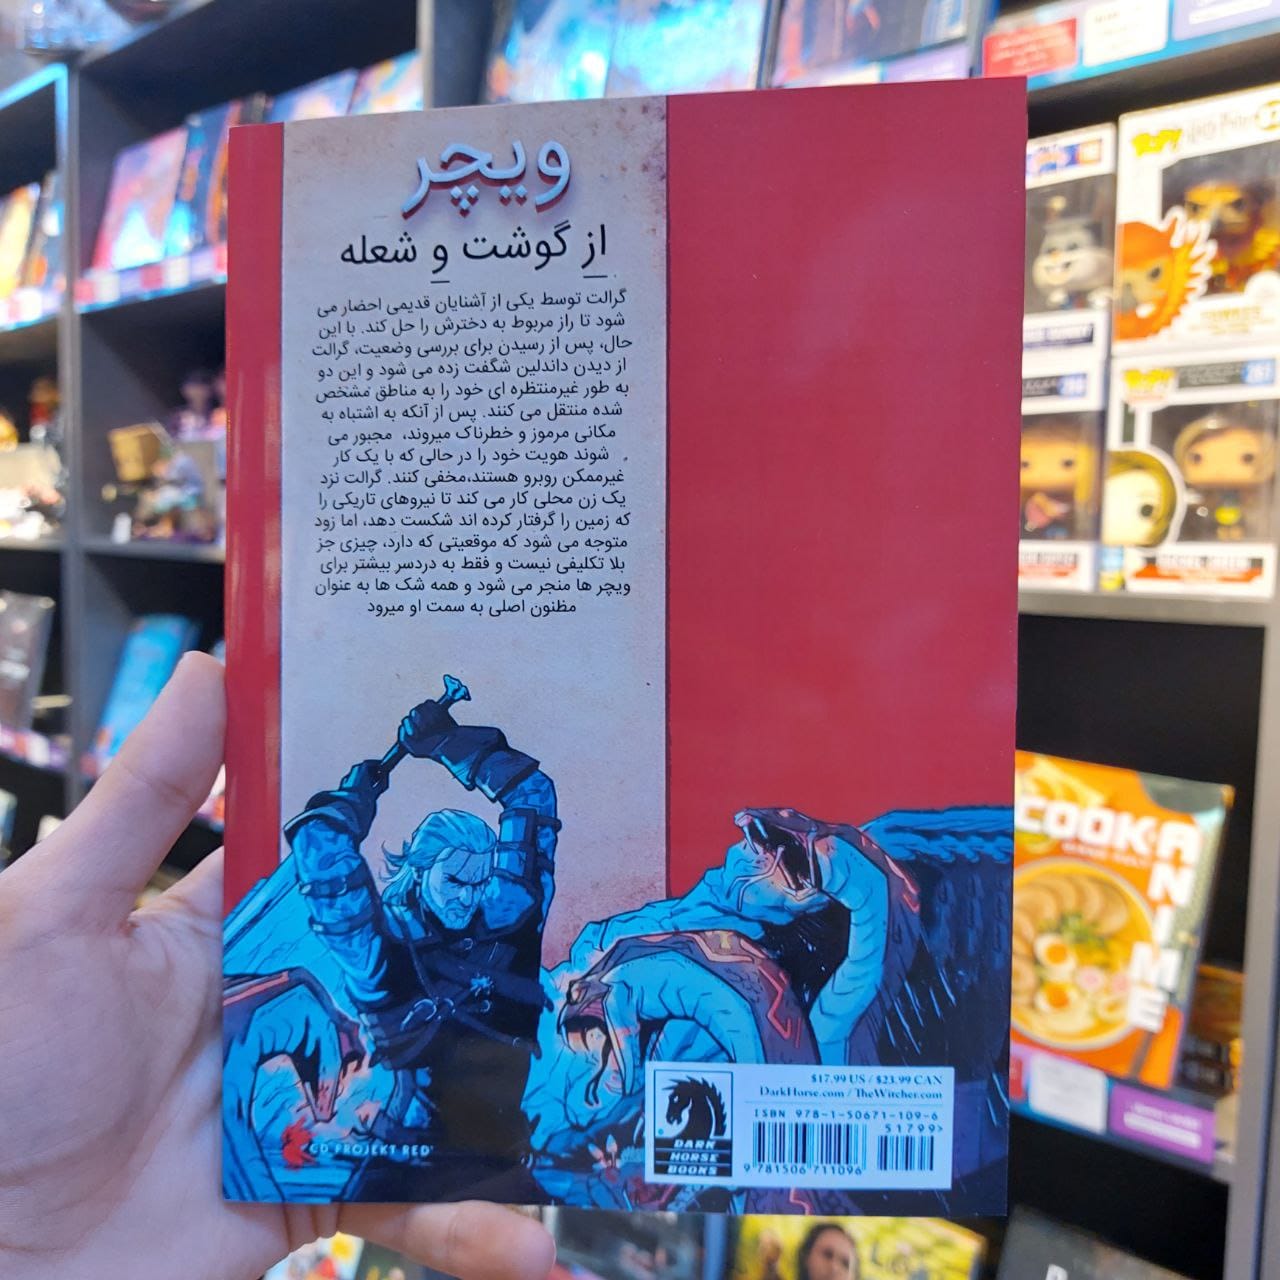 ویچر
از گوشت و شعله
گرالت توسط یکی از آشنایان قدیمی احضار می
شود تا راز مربوط به دخترش را حل کند. با این
حال، پس از رسیدن برای بررسی وضعیت، گرالت
از دیدن داندلین شگفت زده می شود و این دو
به طور غیرمنتظره ای خود را به مناطق مشخص
شده منتقل می کنند. پس از آنکه به اشتباه به
مکانی مرموز و خطرناک میروند، مجبور می
شوند هویت خود را در حالی که با یک کار
غیرممکن روبرو هستند،مخفی کنند. گرالت نزد
یک زن محلی کار می کند تا نیروهای تاریکی را
که زمین را گرفتار کرده اند شکست دهد، اما زود
متوجه می شود که موقعیتی که دارد، چیزی جز
بلا تکلیفی نیست و فقط به دردسر بیشتر برای
ویچر ها منجر می شود و همه شک ها به عنوان
مظنون اصلی به سمت او میرود
CD PROJEKT RED
DARK
HORSE
BOOKS
$17.99 US / $23.99 CAN
DarkHorse.com / TheWitcher.com
ISBN 978-1-50671-109-6
51799>
9 781506 711096
POP!
POP!
COOK
ANIME